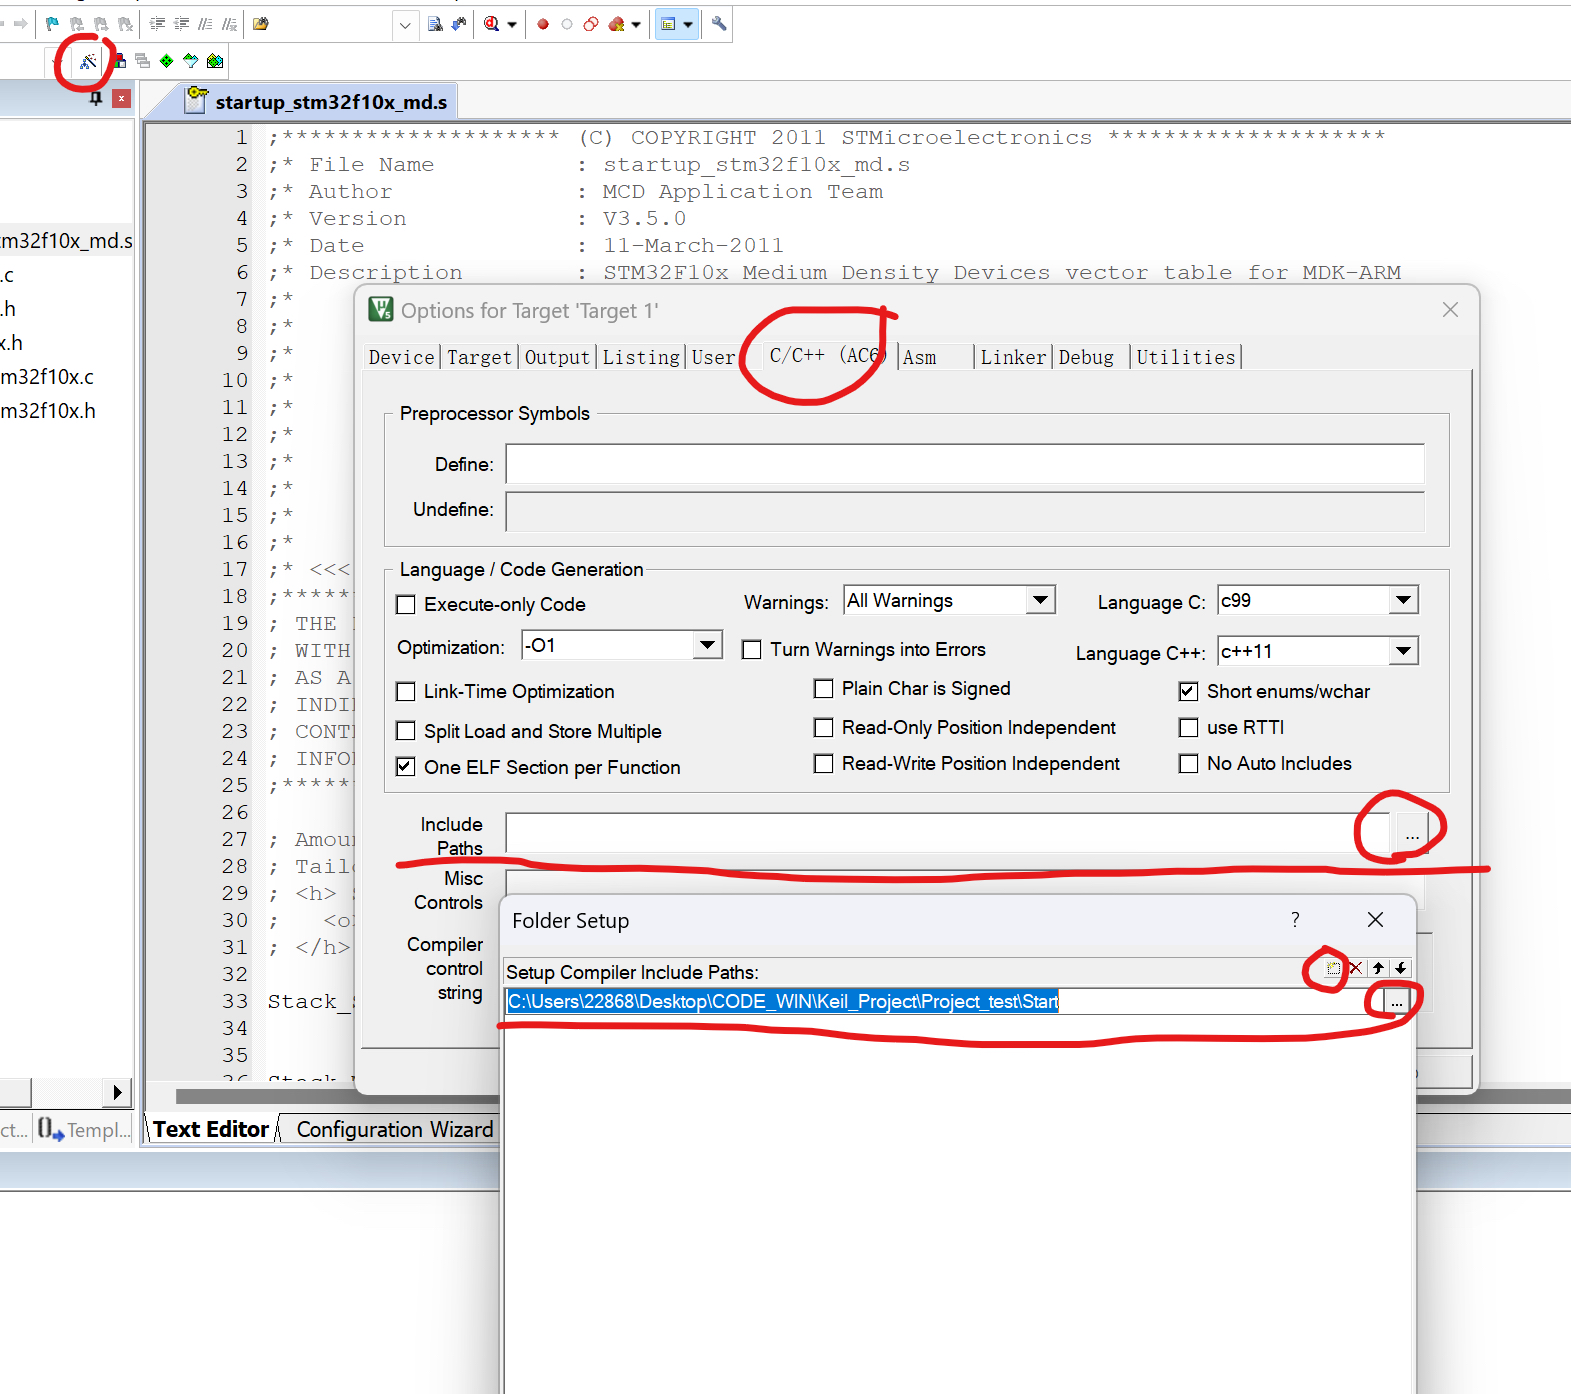 startup_stm32f10x_md.s
1 ;******************** (C) COPYRIGHT 2011 STMicroelectronics ********************
2 ;* File Name : startup_stm32f10x_md.s
3 ;* Author : MCD Application Team
4 ;* Version : V3.5.0
5 ;* Date : 11-March-2011
6 ;* Description : STM32F10x Medium Density Devices vector table for MDK-ARM
7 ;*
8 ;*
9 ;*
10 ;*
11 ;*
12 ;*
13 ;*
14 ;*
15 ;*
16 ;*
17 ;* <<<
18 ;*****
19 ; THE
20 ; WITH
21 ; AS A
22 ; INDI
23 ; CONT
24 ; INFO
25 ;*****
26
27 ; Amou
28 ; Tail
29 ; <h>
30 ; <o
31 ; </h>
32
33 Stack_
34
35
tm32f10x_md.s
.c
.h
x.h
m32f10x.c
m32f10x.h
ct...
Templ...
Text Editor
Configuration Wizard
Options for Target 'Target 1'
Device Target Output Listing User C/C++ (AC6) Asm Linker Debug Utilities
Preprocessor Symbols
Define:
Undefine:
Language / Code Generation
Execute-only Code
Warnings: All Warnings
Language C: c99
Optimization: -O1
Turn Warnings into Errors
Language C++: c++11
Link-Time Optimization
Plain Char is Signed
Short enums/wchar
Split Load and Store Multiple
Read-Only Position Independent
use RTTI
One ELF Section per Function
Read-Write Position Independent
No Auto Includes
Include
Paths
...
Misc
Controls
Compiler
control
string
Folder Setup
?
Setup Compiler Include Paths:
C:\Users\22868\Desktop\CODE_WIN\Keil_Project\Project_test\Start
...